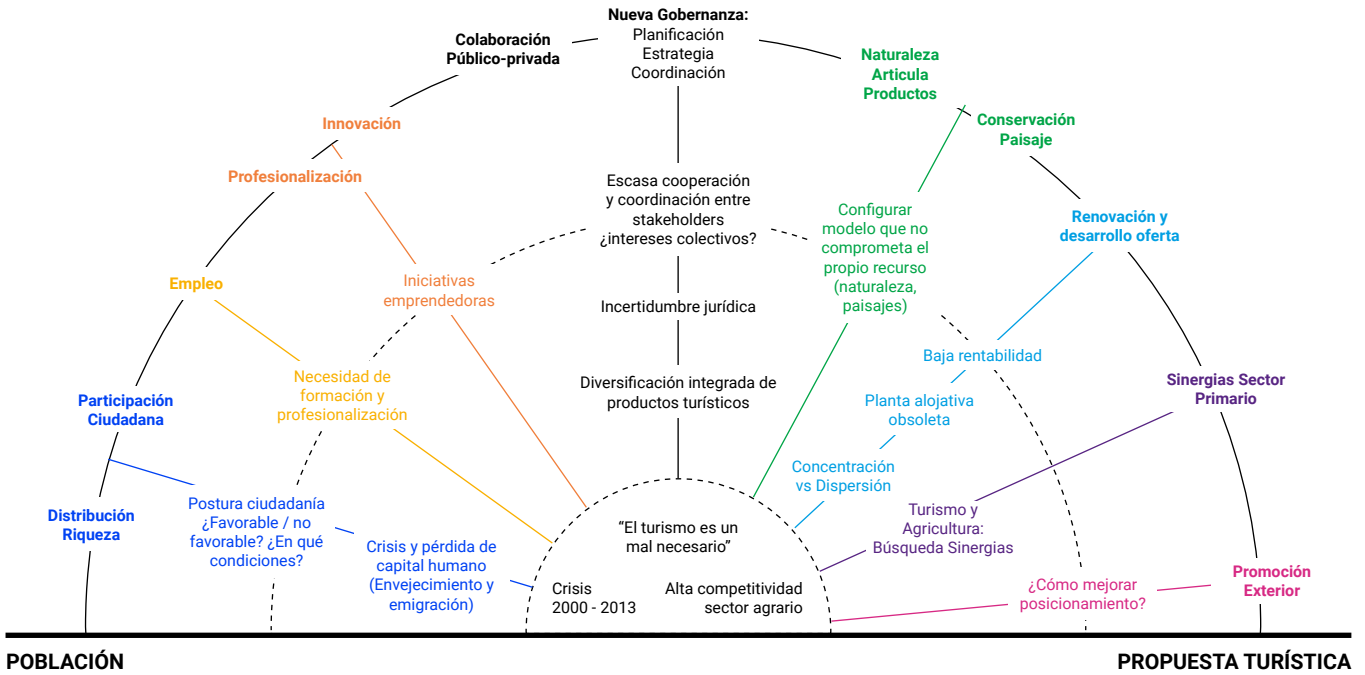 Nueva Gobernanza:
Planificación
Estrategia
Coordinación
Colaboración
Público-privada
Naturaleza
Articula
Productos
Innovación
Conservación
Paisaje
Profesionalización
Escasa cooperación
y coordinación entre
stakeholders
¿intereses colectivos?
Configurar
modelo que no
comprometa el
propio recurso
(naturaleza,
paisajes)
Renovación y
desarrollo oferta
Empleo
Iniciativas
emprendedoras
Incertidumbre jurídica
Baja rentabilidad
Necesidad de
formación y
profesionalización
Diversificación integrada de
productos turísticos
Planta alojativa
obsoleta
Sinergias Sector
Primario
Participación
Ciudadana
Concentración
vs Dispersión
Distribución
Riqueza
Postura ciudadanía
¿Favorable / no
favorable? ¿En qué
condiciones?
Crisis y pérdida de
capital humano
(Envejecimiento y
emigración)
“El turismo es un
mal necesario”
Turismo y
Agricultura:
Búsqueda Sinergias
Crisis
2000 - 2013
Alta competitividad
sector agrario
¿Cómo mejorar
posicionamiento?
Promoción
Exterior
POBLACIÓN
PROPUESTA TURÍSTICA